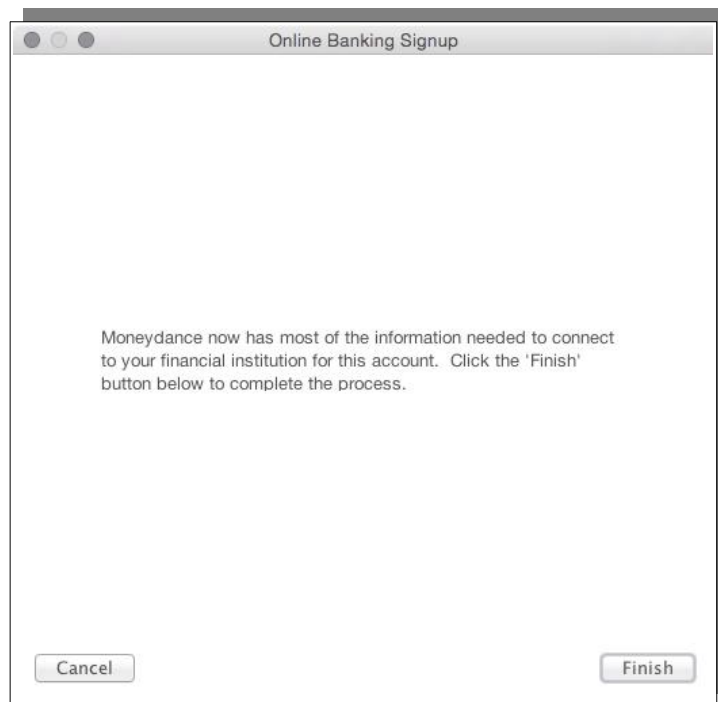 Online Banking Signup
Moneydance now has most of the information needed to connect
to your financial institution for this account.  Click the 'Finish'
button below to complete the process.
Cancel
Finish